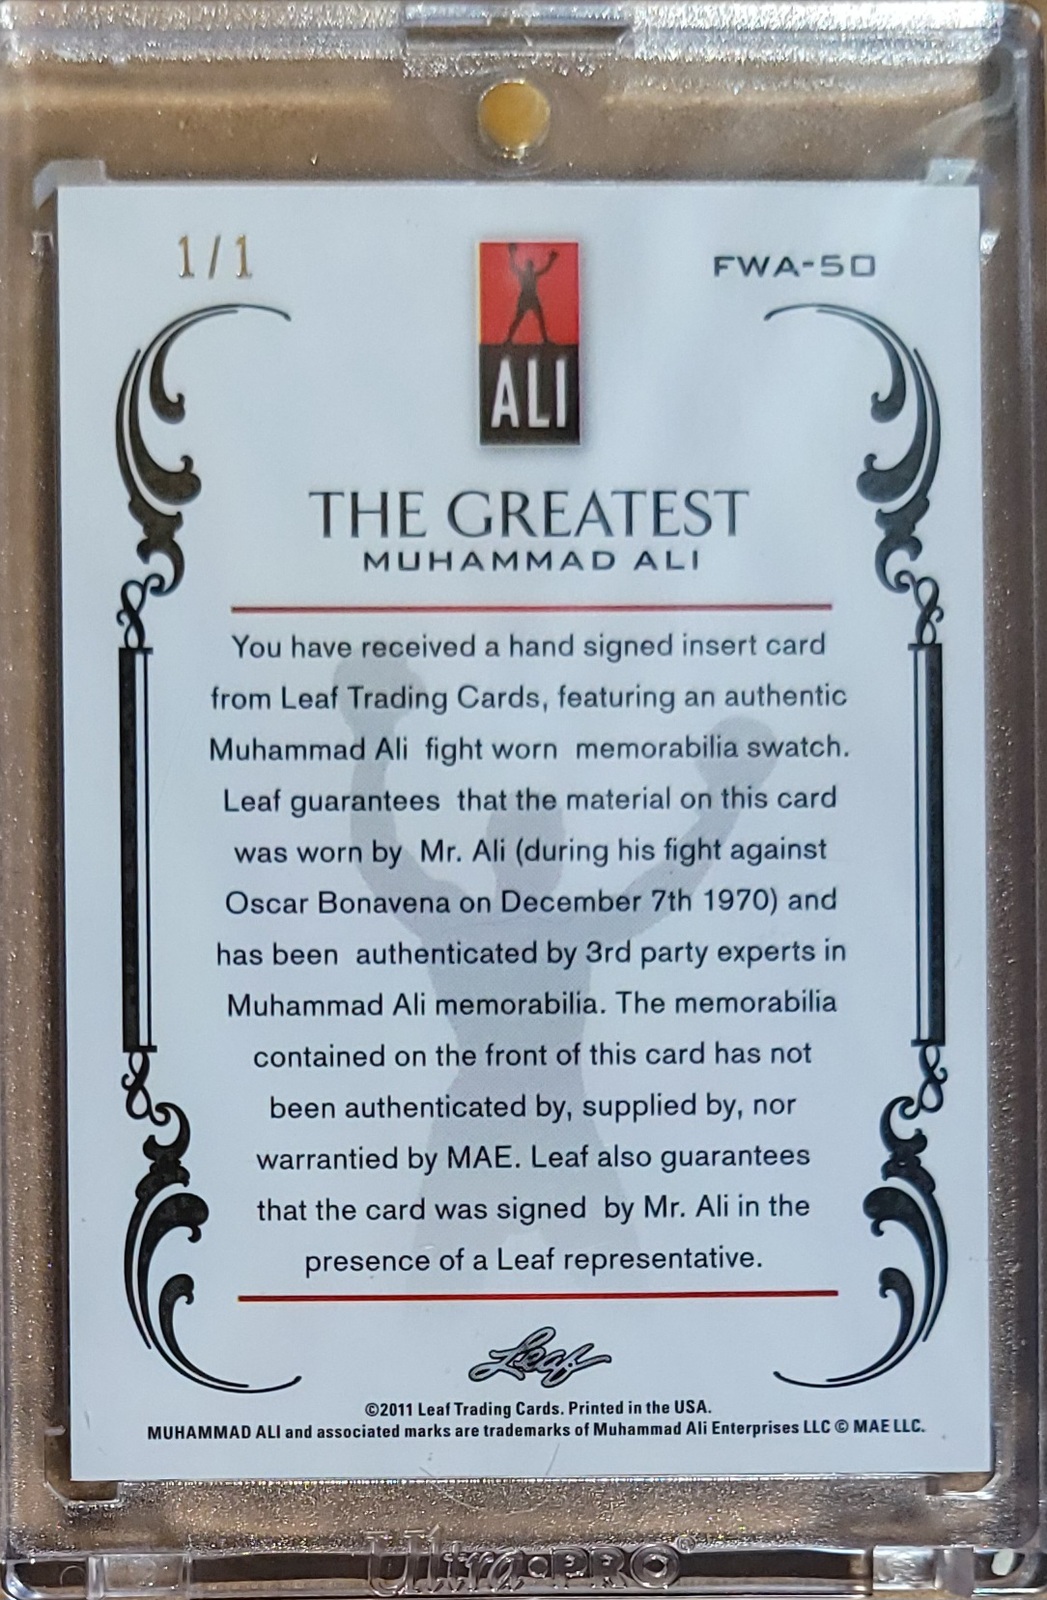 1/1
FWA-50
ALI
THE GREATEST
MUHAMMAD ALI
You have received a hand signed insert card
from Leaf Trading Cards, featuring an authentic
Muhammad Ali fight worn memorabilia swatch.
Leaf guarantees that the material on this card
was worn by Mr. Ali (during his fight against
Oscar Bonavena on December 7th 1970) and
has been authenticated by 3rd party experts in
Muhammad Ali memorabilia. The memorabilia
contained on the front of this card has not
been authenticated by, supplied by, nor
warrantied by MAE. Leaf also guarantees
that the card was signed by Mr. Ali in the
presence of a Leaf representative.
Leaf
©2011 Leaf Trading Cards. Printed in the USA.
MUHAMMAD ALI and associated marks are trademarks of Muhammad Ali Enterprises LLC © MAE LLC.
Ultra·PRO®